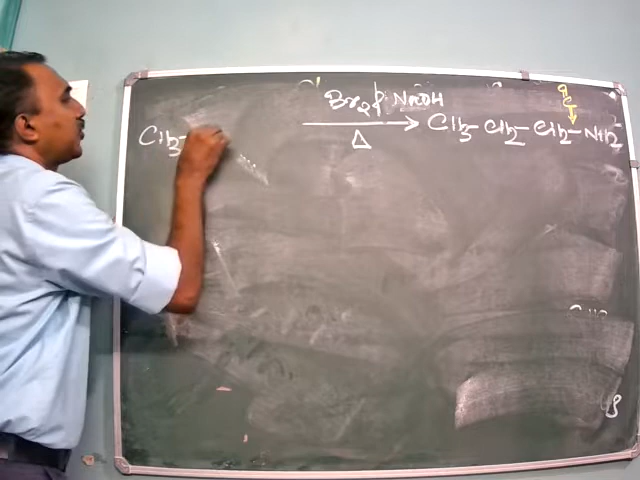 Br2 / NaOH
CH3- → CH3-CH2-CH2-NH2
Δ